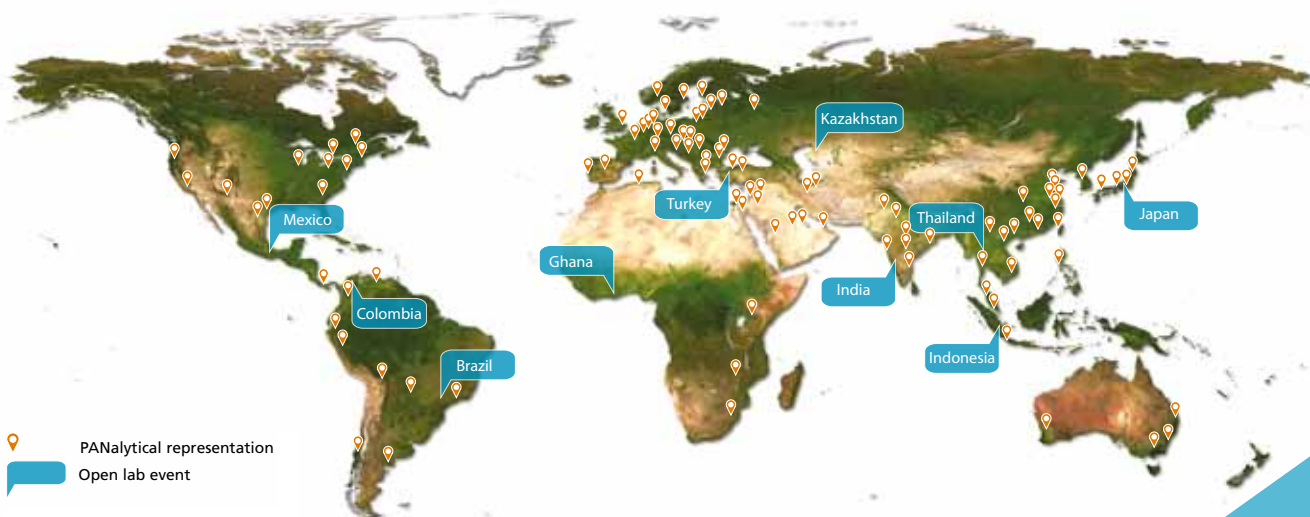 Kazakhstan
Turkey
Thailand
Japan
Mexico
Ghana
India
Colombia
Indonesia
Brazil
PANalytical representation
Open lab event